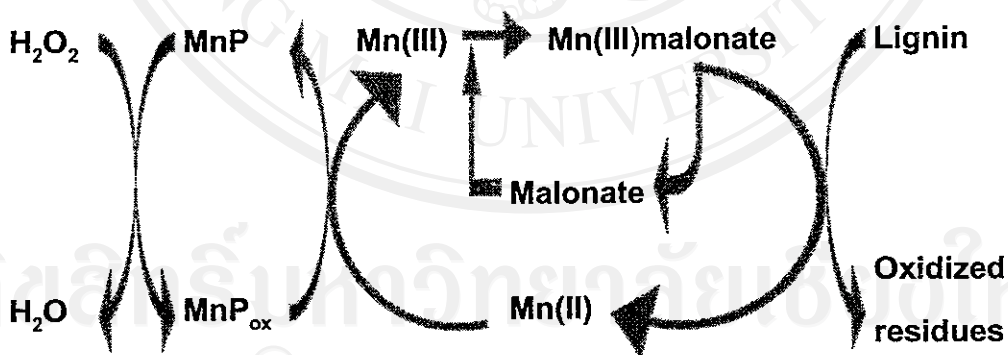 H₂O₂ MnP Mn(III) Mn(III)malonate Lignin
Malonate
H₂O MnPox Mn(II) Oxidized
residues